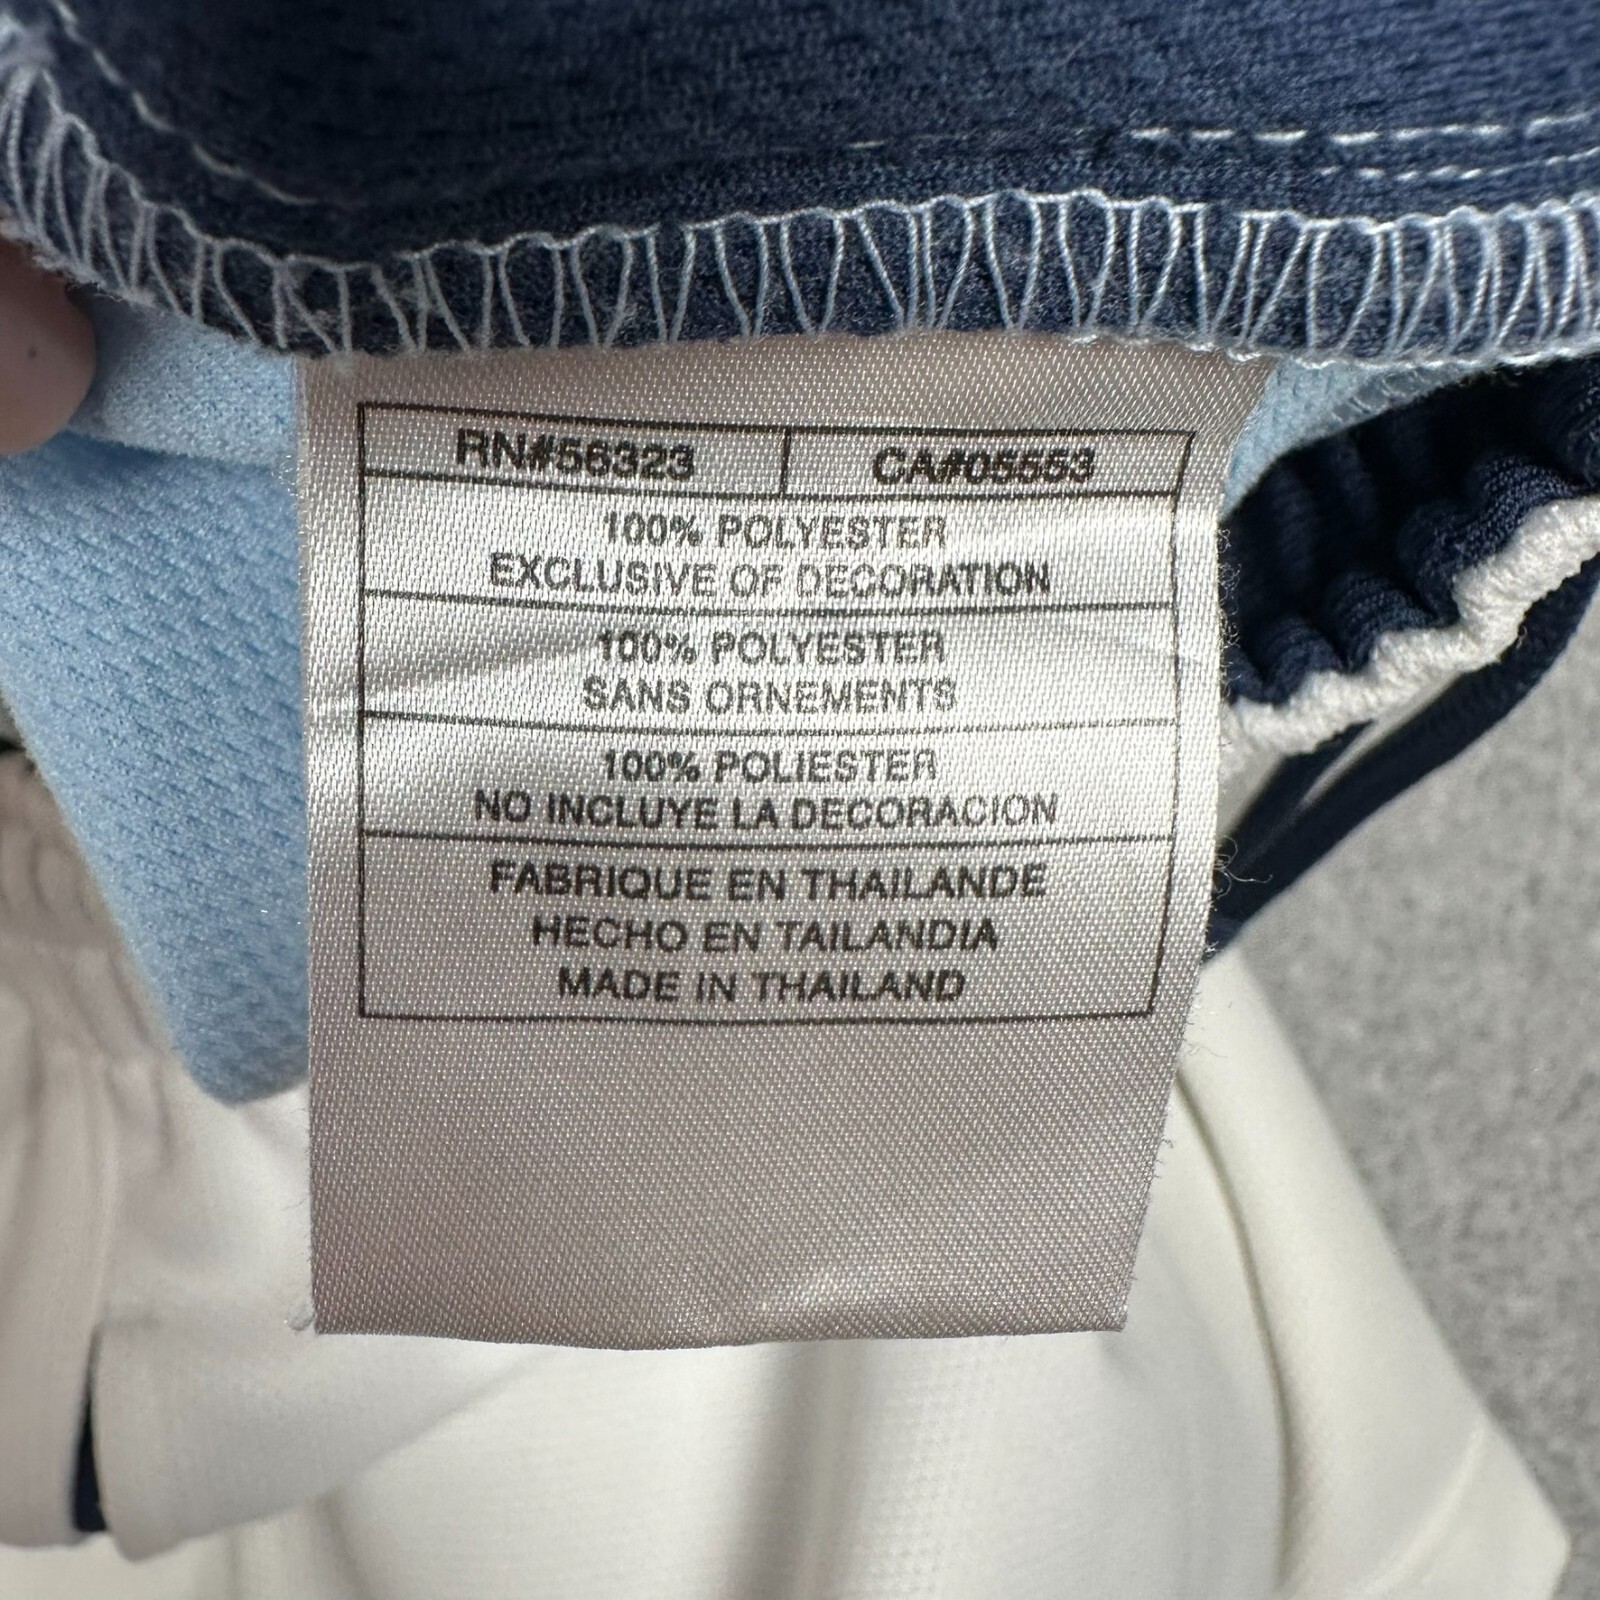 RN#56323 CA#05553
100% POLYESTER
EXCLUSIVE OF DECORATION
100% POLYESTER
SANS ORNEMENTS
100% POLIESTER
NO INCLUYE LA DECORACION
FABRIQUE EN THAILANDE
HECHO EN TAILANDIA
MADE IN THAILAND